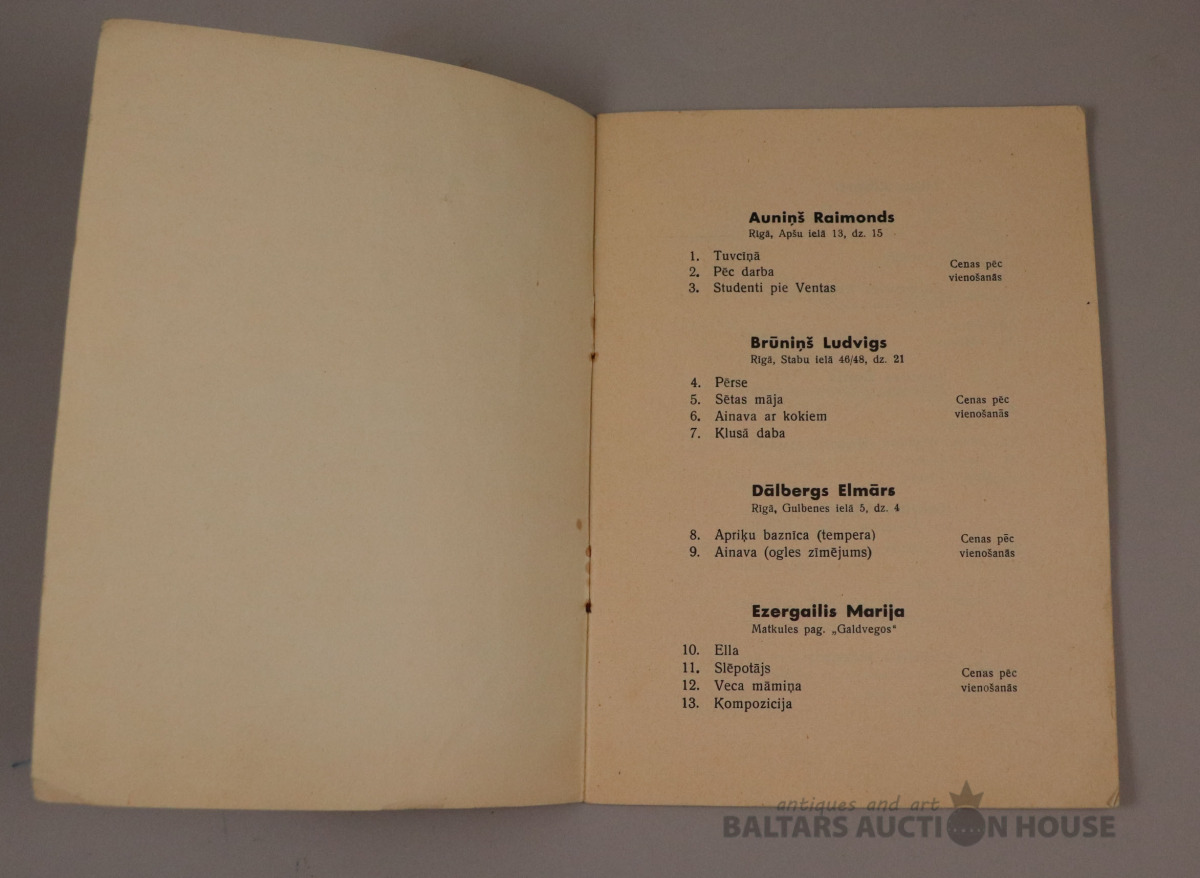 Auniņš Raimonds
Rīgā, Apšu ielā 13, dz. 15
1. Tuvcīņā
2. Pēc darba
3. Studenti pie Ventas
Cenas pēc
vienošanās
Brūniņš Ludvigs
Rīgā, Stabu ielā 46/48, dz. 21
4. Pērse
5. Sētas māja
6. Ainava ar kokiem
7. Klusā daba
Cenas pēc
vienošanās
Dālbergs Elmārs
Rīgā, Gulbenes ielā 5, dz. 4
8. Apriķu baznīca (tempera)
9. Ainava (ogles zīmējums)
Cenas pēc
vienošanās
Ezergailis Marija
Matkules pag. „Galdvegos“
10. Ella
11. Slēpotājs
12. Veca māmiņa
13. Kompozicija
Cenas pēc
vienošanās
antiques and art
BALTARS AUCTION HOUSE